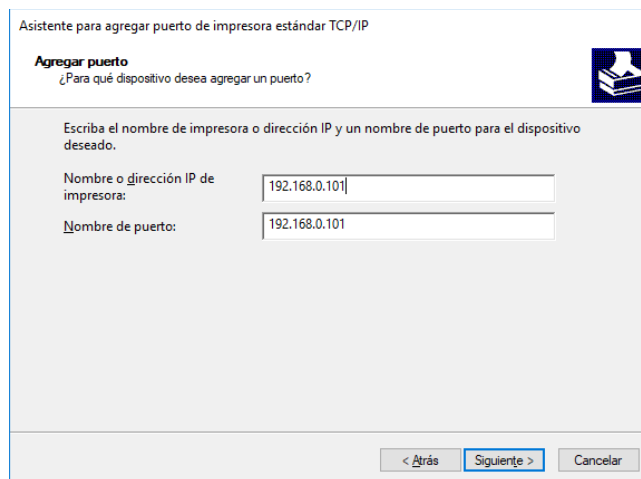 Asistente para agregar puerto de impresora estándar TCP/IP
Agregar puerto
¿Para qué dispositivo desea agregar un puerto?
Escriba el nombre de impresora o dirección IP y un nombre de puerto para el dispositivo
deseado.
Nombre o dirección IP de
impresora:
192.168.0.101
Nombre de puerto:
192.168.0.101
< Atrás
Siguiente >
Cancelar